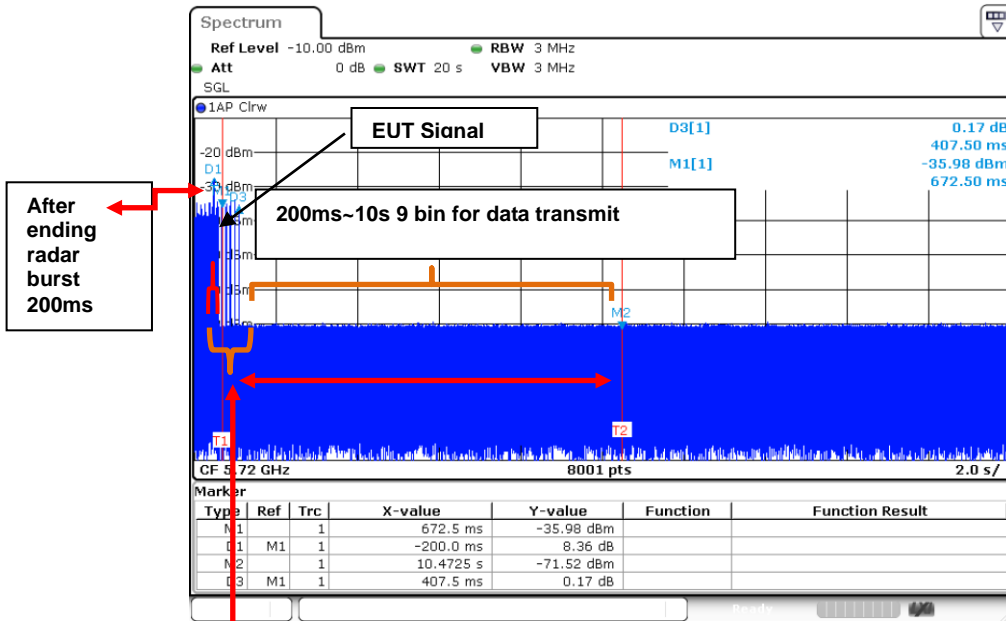 Spectrum
Ref Level -10.00 dBm RBW 3 MHz
Att 0 dB SWT 20 s VBW 3 MHz
SGL
1AP Clrw
EUT Signal
D3[1] 0.17 dB
407.50 ms
M1[1] -35.98 dBm
672.50 ms
-20 dBm
D1
-30 dBm
D3
After
ending
radar
burst
200ms
200ms~10s 9 bin for data transmit
M2
T1
T2
CF 5.72 GHz 8001 pts 2.0 s/
Marker
Type Ref Trc X-value Y-value Function Function Result
M1 1 672.5 ms -35.98 dBm
D1 M1 1 -200.0 ms 8.36 dB
M2 1 10.4725 s -71.52 dBm
D3 M1 1 407.5 ms 0.17 dB
Ready